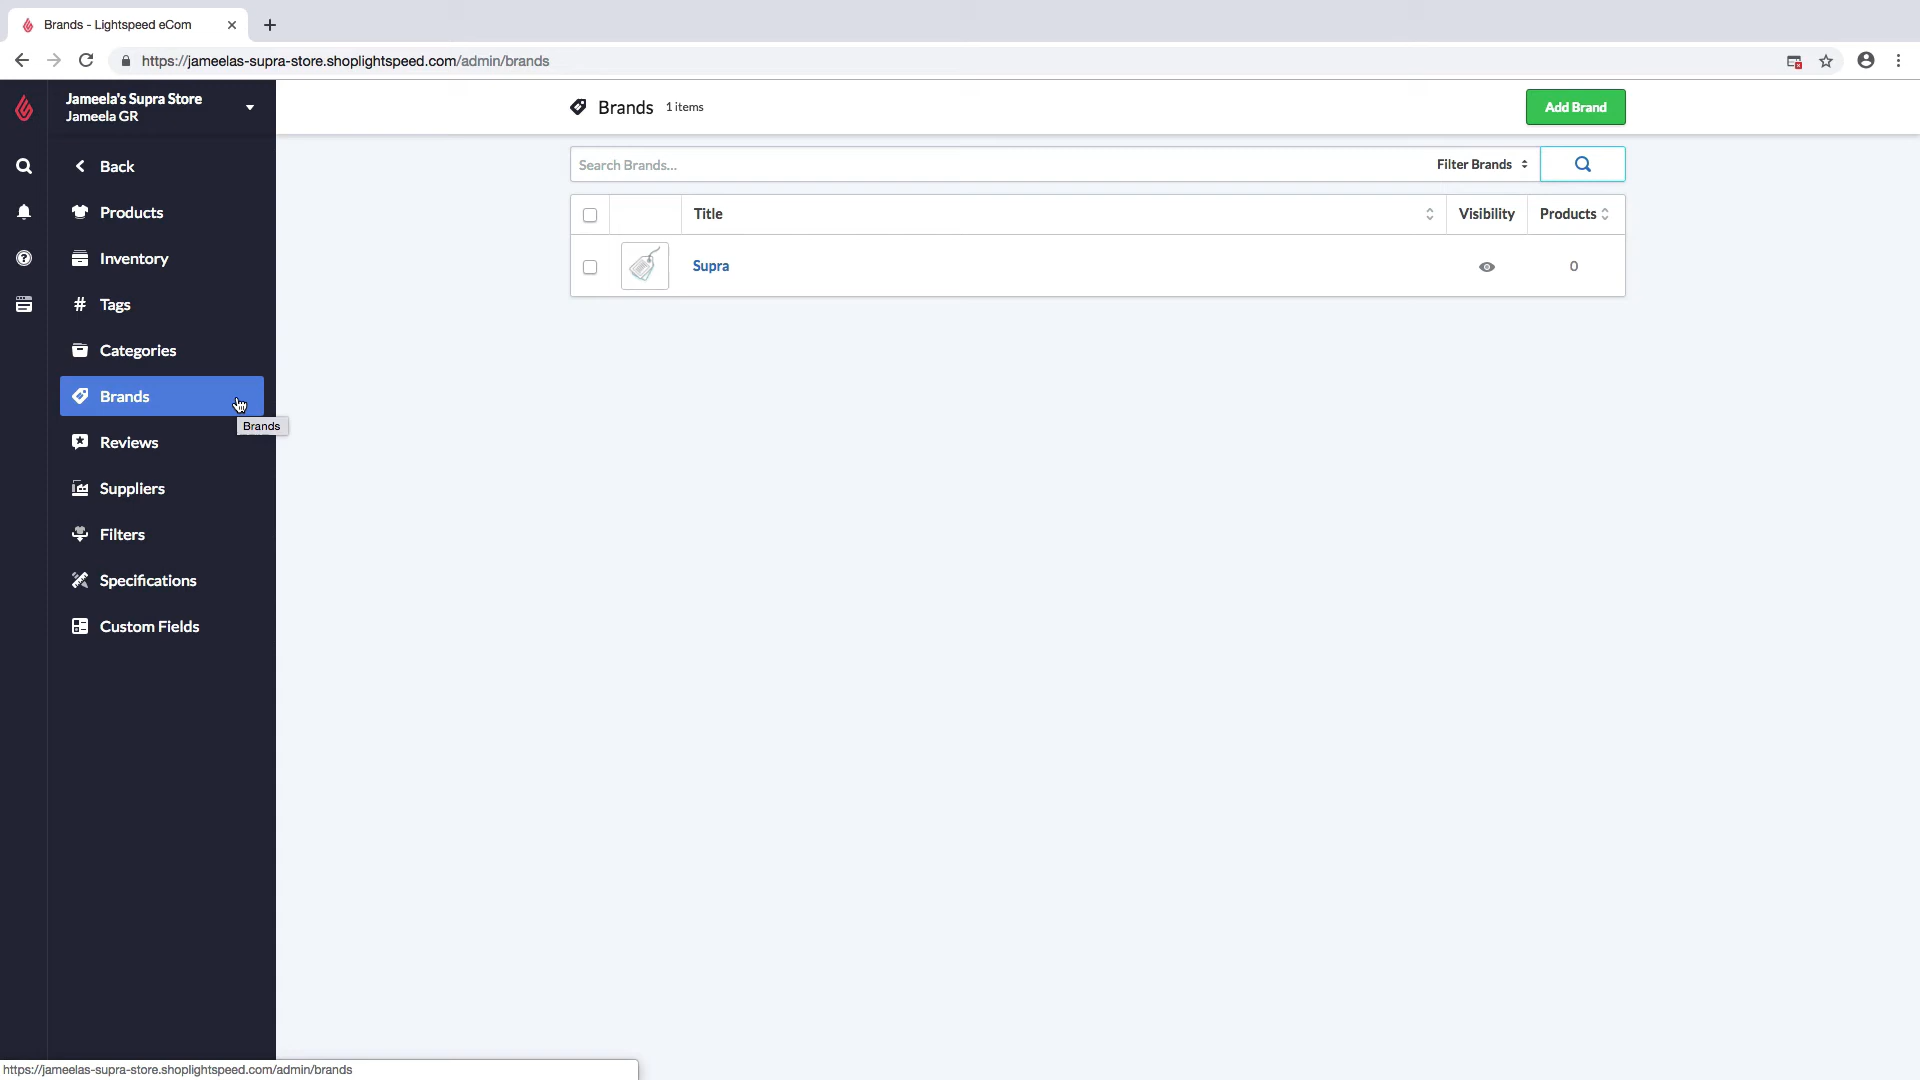 Brands - Lightspeed eCom
https://jameelas-supra-store.shoplightspeed.com/admin/brands
Jameela's Supra Store
Jameela GR
Back
Products
Inventory
# Tags
Categories
Brands
Brands
Reviews
Suppliers
Filters
Specifications
Custom Fields
Brands 1 items
Add Brand
Search Brands...
Filter Brands
Title
Visibility
Products
Supra
0
https://jameelas-supra-store.shoplightspeed.com/admin/brands